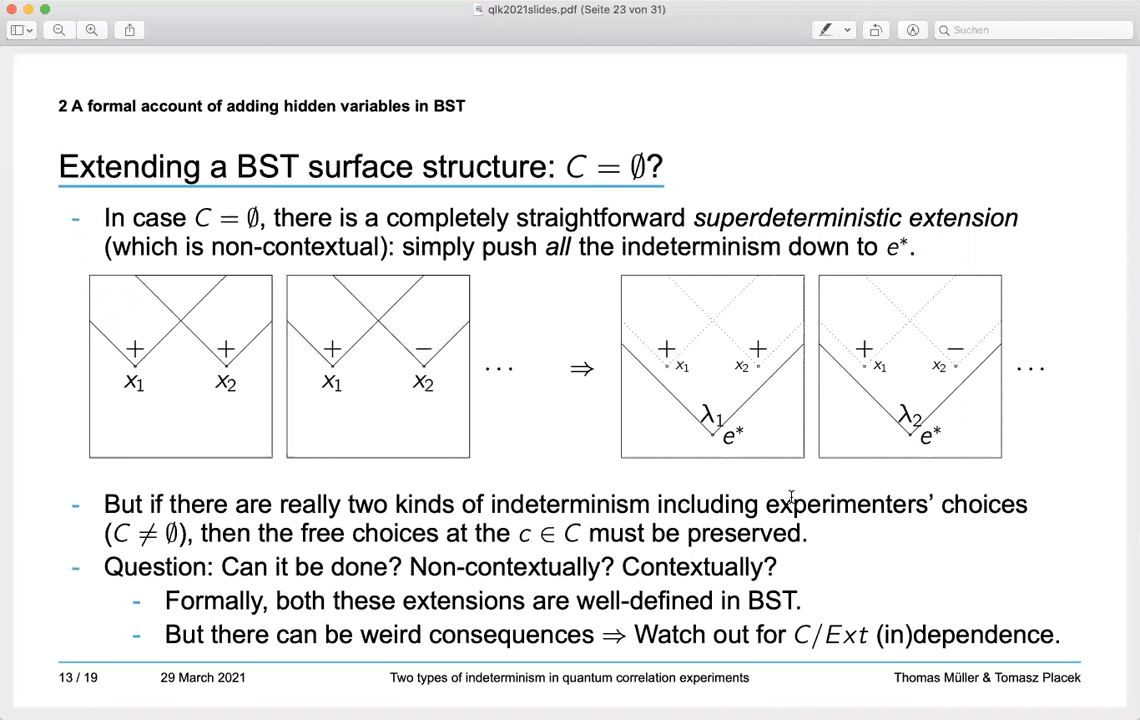 qlk2021slides.pdf (Seite 23 von 31)
Suchen
2 A formal account of adding hidden variables in BST
Extending a BST surface structure: C = ∅?
- In case C = ∅, there is a completely straightforward superdeterministic extension
(which is non-contextual): simply push all the indeterminism down to e*.
+ + + − + + + −
x₁ x₂ x₁ x₂ ... ⇒ x₁ x₂ x₁ x₂ ...
λ₁ λ₂
e* e*
- But if there are really two kinds of indeterminism including experimenters’ choices
(C ≠ ∅), then the free choices at the c ∈ C must be preserved.
- Question: Can it be done? Non-contextually? Contextually?
- Formally, both these extensions are well-defined in BST.
- But there can be weird consequences ⇒ Watch out for C/Ext (in)dependence.
13 / 19 29 March 2021 Two types of indeterminism in quantum correlation experiments Thomas Müller & Tomasz Placek